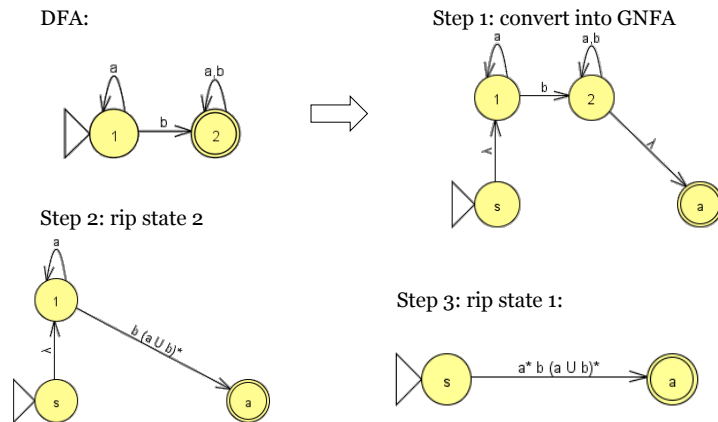 DFA:
Step 1: convert into GNFA
a
a,b
1
b
2
a
a,b
1
b
2
λ
λ
s
a
Step 2: rip state 2
a
1
b (a U b)*
λ
s
a
Step 3: rip state 1:
s
a* b (a U b)*
a